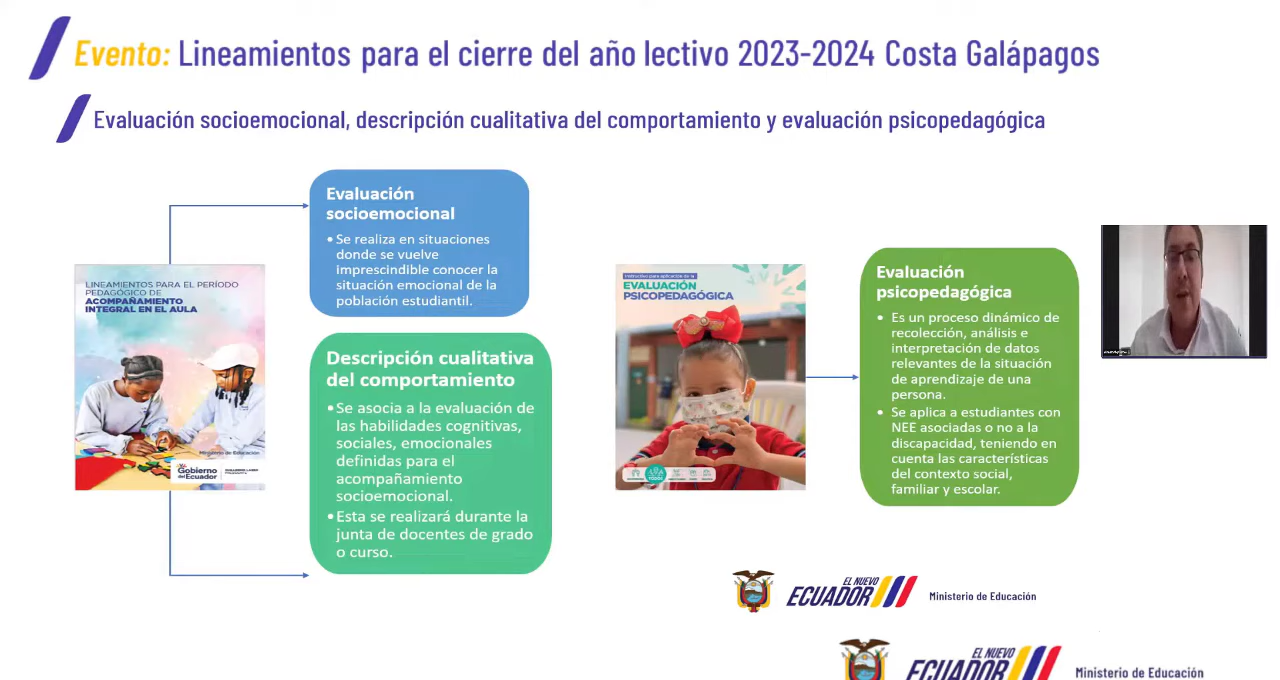 Evento: Lineamientos para el cierre del año lectivo 2023-2024 Costa Galápagos
Evaluación socioemocional, descripción cualitativa del comportamiento y evaluación psicopedagógica
LINEAMIENTOS PARA EL PERÍODO
PEDAGÓGICO DE
ACOMPAÑAMIENTO
INTEGRAL EN EL AULA
Ministerio de Educación
Gobierno
del Ecuador
Evaluación
socioemocional
• Se realiza en situaciones
donde se vuelve
imprescindible conocer la
situación emocional de la
población estudiantil.
Descripción cualitativa
del comportamiento
• Se asocia a la evaluación de
las habilidades cognitivas,
sociales, emocionales
definidas para el
acompañamiento
socioemocional.
• Esta se realizará durante la
junta de docentes de grado
o curso.
Instructivo para aplicación de la
EVALUACIÓN
PSICOPEDAGÓGICA
Evaluación
psicopedagógica
• Es un proceso dinámico de
recolección, análisis e
interpretación de datos
relevantes de la situación
de aprendizaje de una
persona.
• Se aplica a estudiantes con
NEE asociadas o no a la
discapacidad, teniendo en
cuenta las características
del contexto social,
familiar y escolar.
EL NUEVO
ECUADOR
Ministerio de Educación
EL NUEVO
ECUADOR
Ministerio de Educación